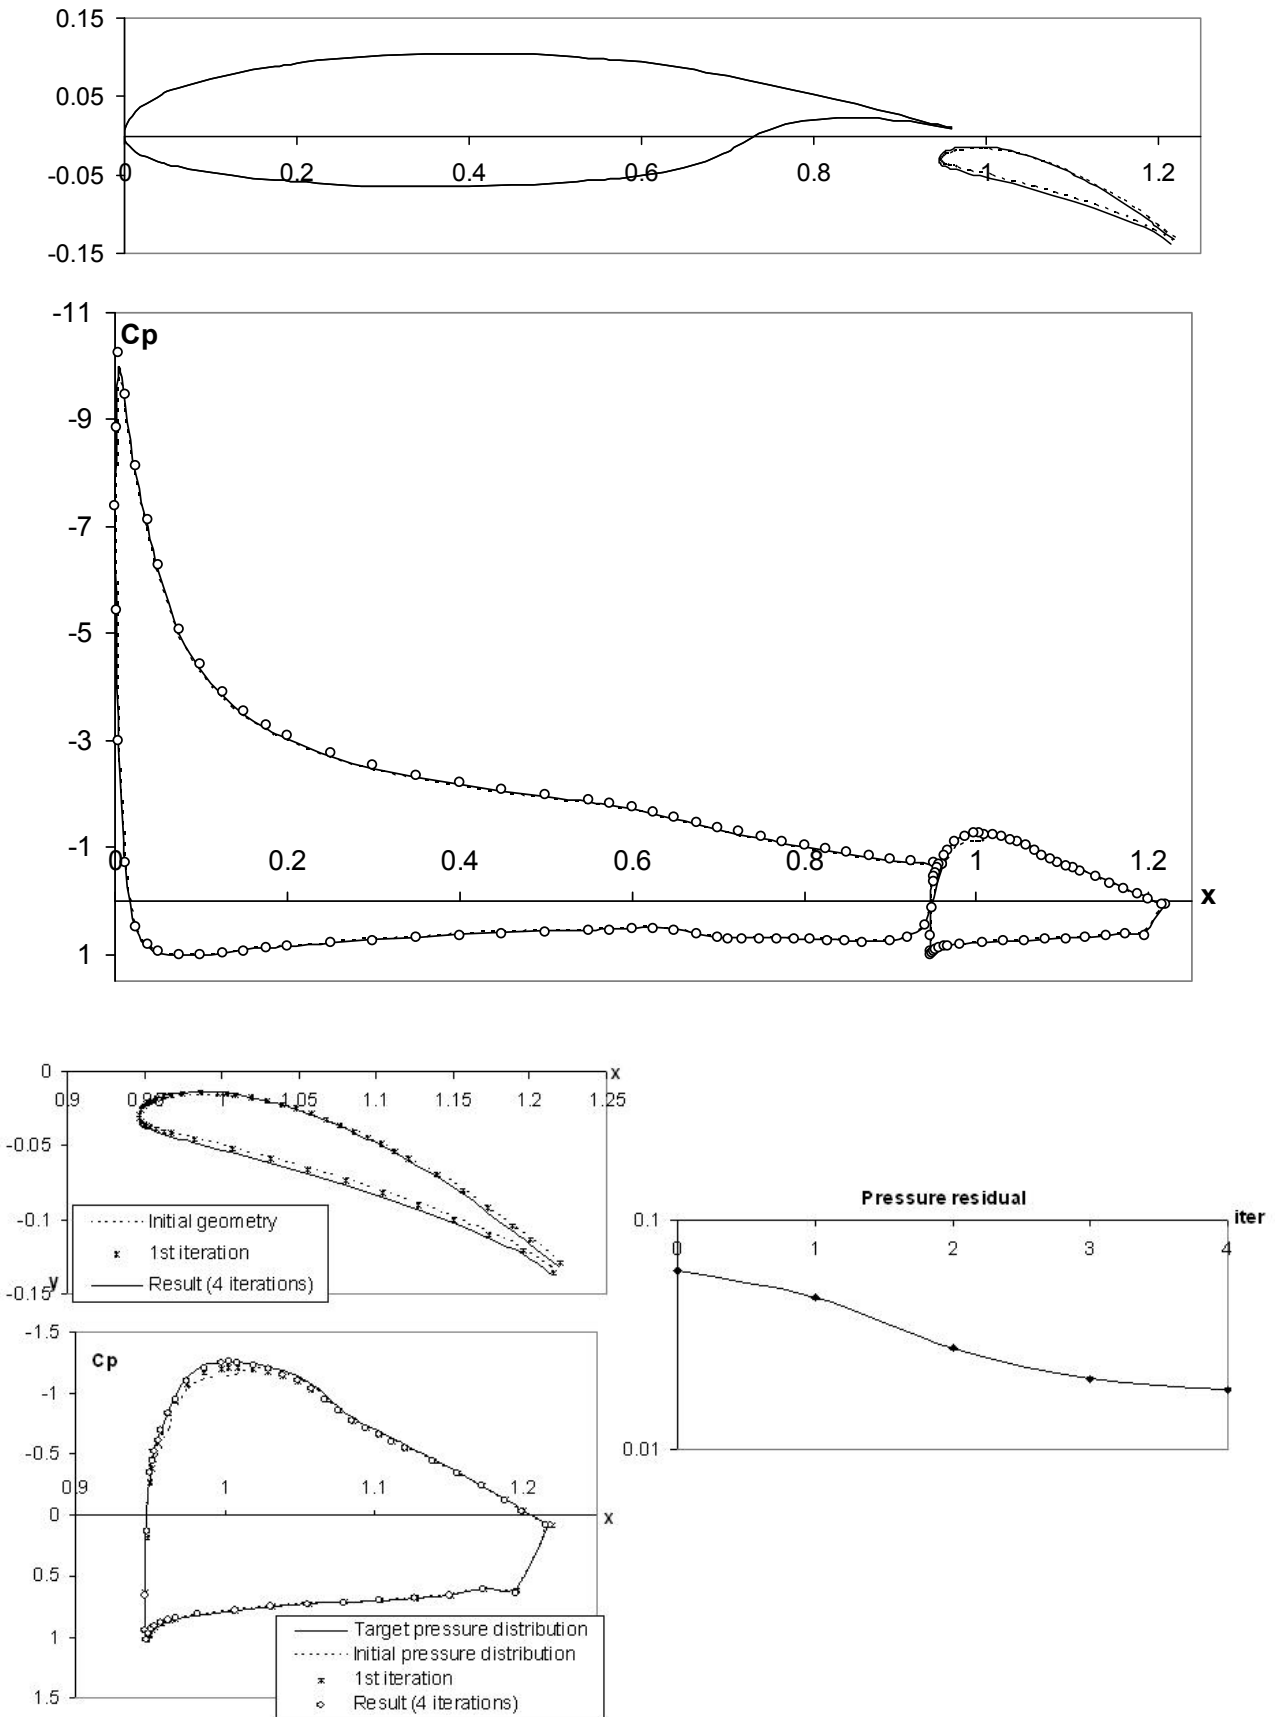 0.15
0.05
-0.05
-0.15
0 0.2 0.4 0.6 0.8 1 1.2
-11
Cp
-9
-7
-5
-3
-1
0 0.2 0.4 0.6 0.8 1 1.2
x
1
0
x
0.9 0.95 1 1.05 1.1 1.15 1.2 1.25
-0.05
-0.1
-0.15
y
Initial geometry
1st iteration
Result (4 iterations)
Pressure residual
0.1
iter
0 1 2 3 4
0.01
-1.5
Cp
-1
-0.5
0.9 1 1.1 1.2
0
x
0.5
1
1.5
Target pressure distribution
Initial pressure distribution
1st iteration
Result (4 iterations)